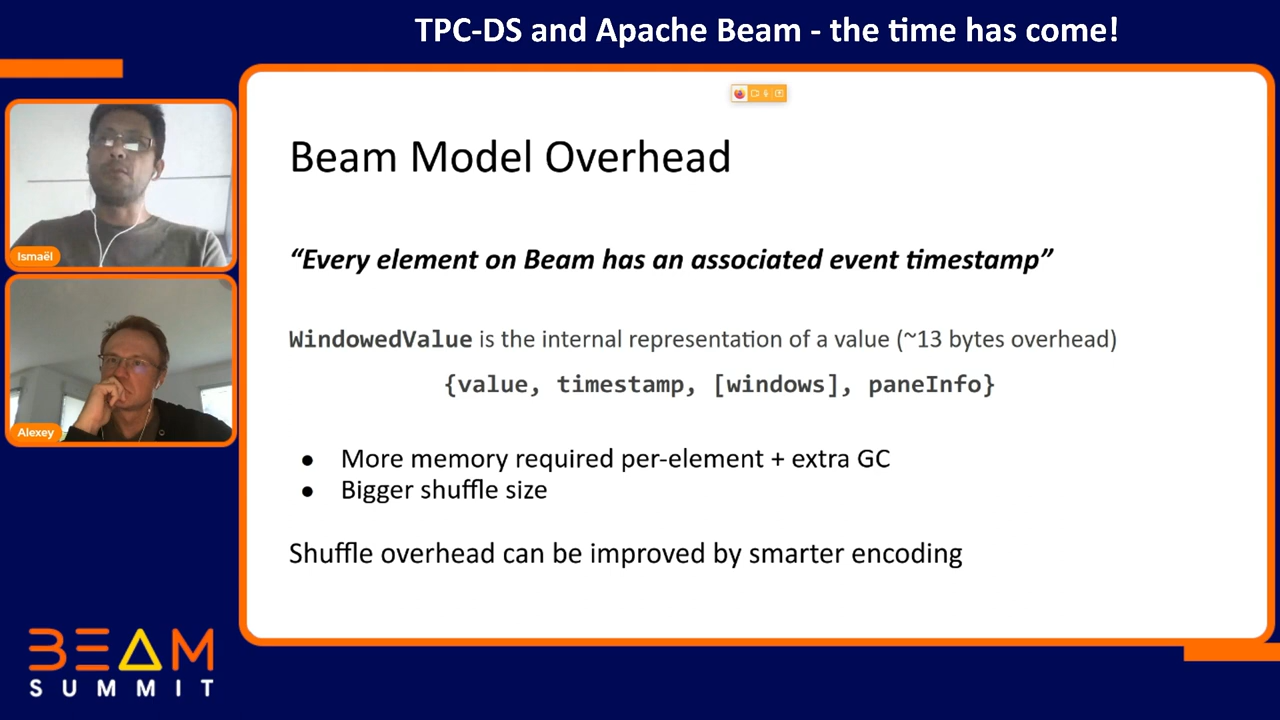 TPC-DS and Apache Beam - the time has come!
Ismaël
Alexey
Beam Model Overhead
“Every element on Beam has an associated event timestamp”
WindowedValue is the internal representation of a value (~13 bytes overhead)
{value, timestamp, [windows], paneInfo}
● More memory required per-element + extra GC
● Bigger shuffle size
Shuffle overhead can be improved by smarter encoding
BEAM
SUMMIT